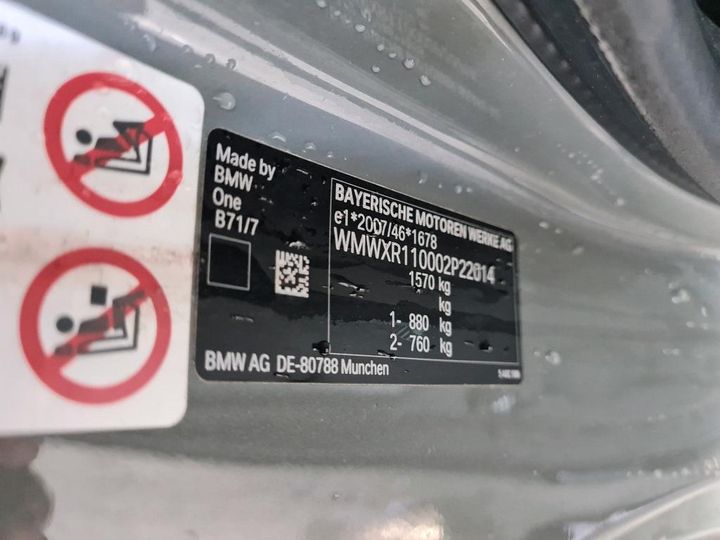 Made by
BMW
One
B71/7
BAYERISCHE MOTOREN WERKE AG
e1*2007/46*1678
WMWXR110002P22014
1570 kg
kg
1- 880 kg
2- 760 kg
BMW AG DE-80788 Munchen